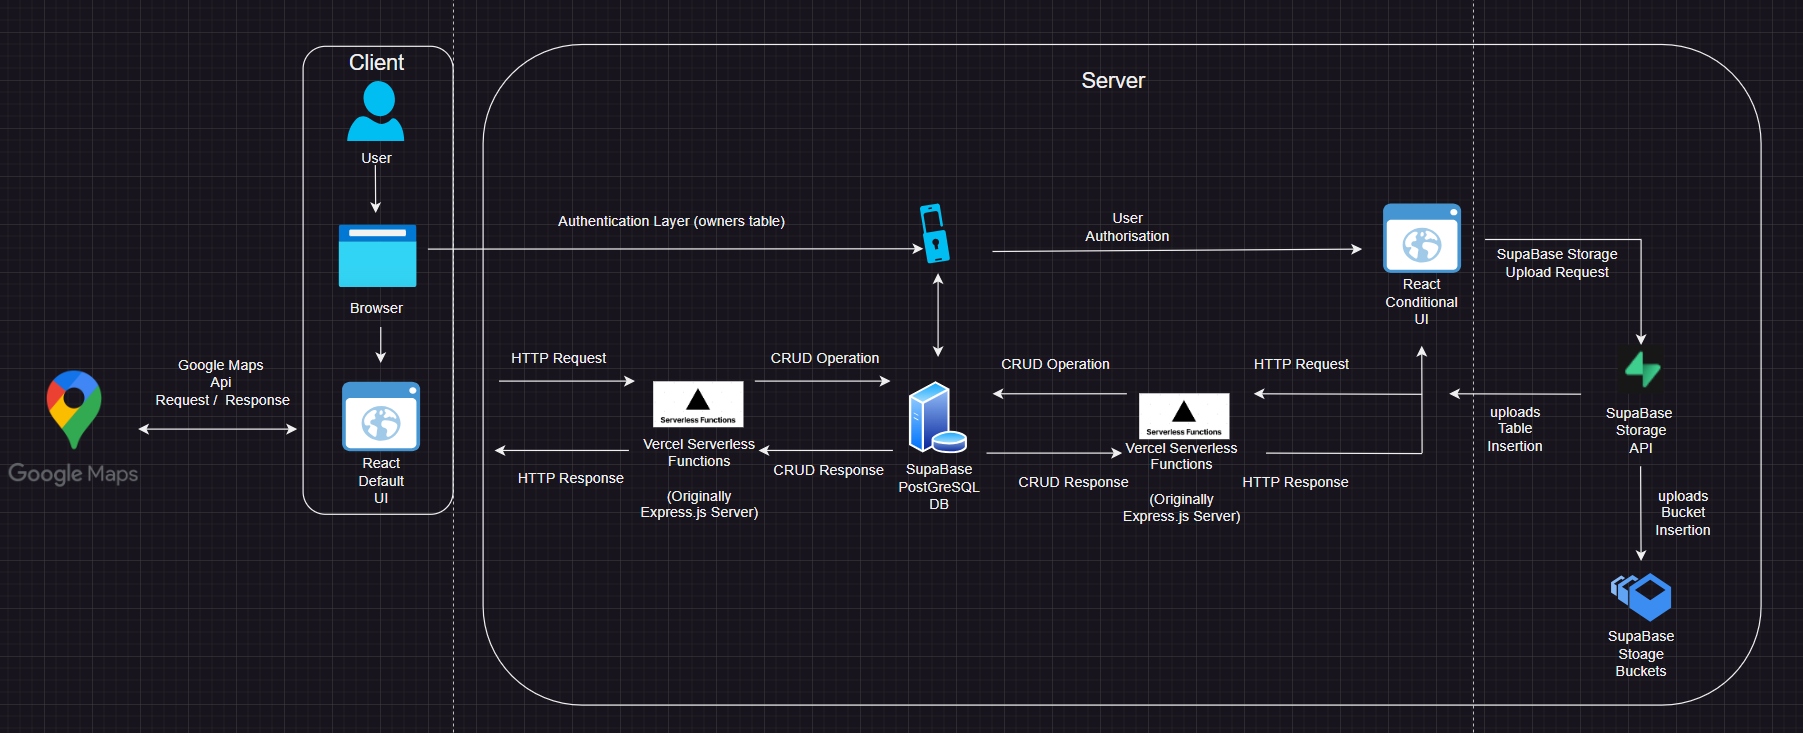 Client
Server
User
Authentication Layer (owners table)
User
Authorisation
SupaBase Storage
Upload Request
React
Conditional
UI
Browser
Google Maps
Api
Request /  Response
HTTP Request
CRUD Operation
CRUD Operation
HTTP Request
Serverless Functions
Serverless Functions
uploads
Table
Insertion
SupaBase
Storage
API
Google Maps
React
Default
UI
Vercel Serverless
Functions
(Originally
Express.js Server)
HTTP Response
CRUD Response
SupaBase
PostGreSQL
DB
CRUD Response
Vercel Serverless
Functions
(Originally
Express.js Server)
HTTP Response
uploads
Bucket
Insertion
SupaBase
Stoage
Buckets